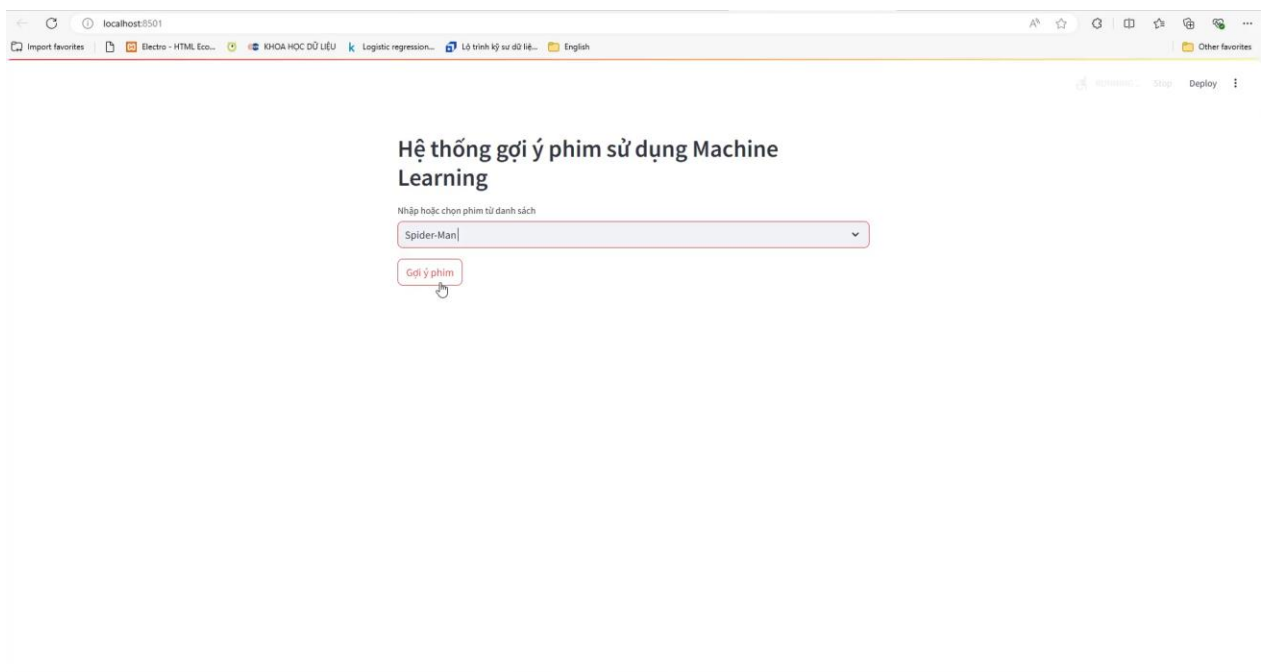 localhost:8501
Import favorites
Electro - HTML Eco...
KHOA HỌC DỮ LIỆU
k Logistic regression...
Lộ trình kỹ sư dữ liệ...
English
Other favorites
RUNNING... Stop Deploy
Hệ thống gợi ý phim sử dụng Machine
Learning
Nhập hoặc chọn phim từ danh sách
Spider-Man
Gợi ý phim